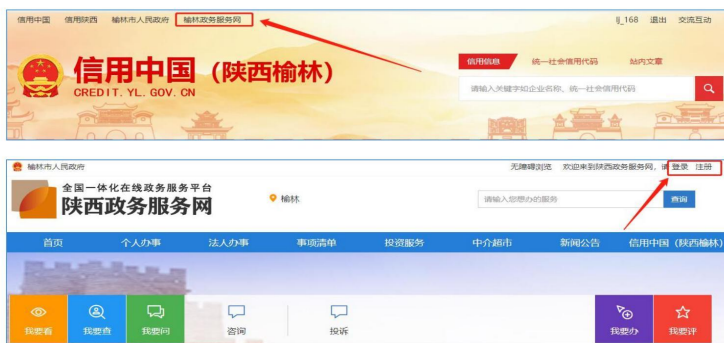 信用中国 信用陕西 榆林市人民政府 榆林政务服务网 lj_168 退出 交流互动
信用中国（陕西榆林）
CREDIT. YL. GOV. CN
信用信息 统一社会信用代码 站内文章
请输入关键字如企业名称、统一社会信用代码
榆林市人民政府 无障碍浏览 欢迎来到陕西政务服务网，请 登录 注册
全国一体化在线政务服务平台
陕西政务服务网
榆林
请输入您想办的服务 查询
首页 个人办事 法人办事 事项清单 投资服务 中介超市 新闻公告 信用中国（陕西榆林）
我要看 我要查 我要问 咨询 投诉 我要办 我要评